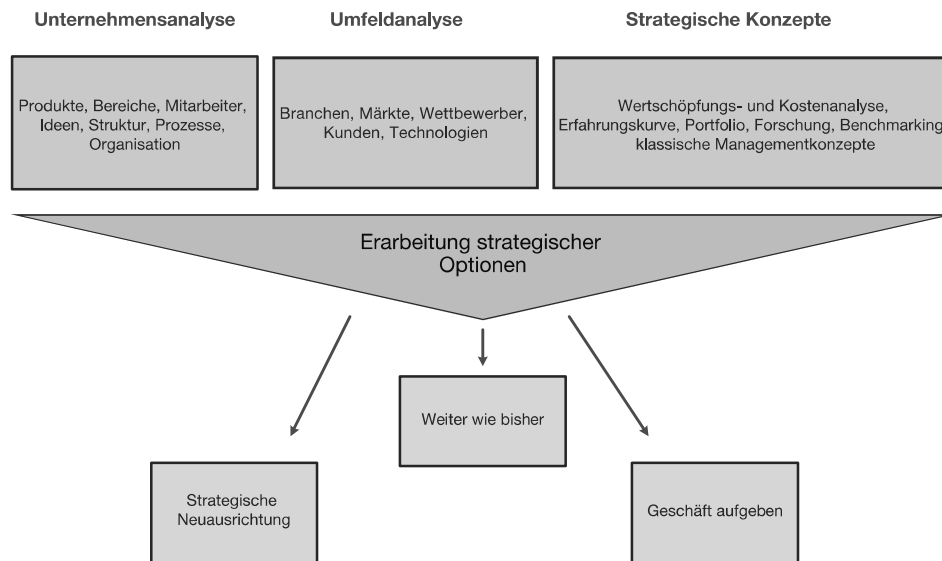 Unternehmensanalyse
Umfeldanalyse
Strategische Konzepte
Produkte, Bereiche, Mitarbeiter,
Ideen, Struktur, Prozesse,
Organisation
Branchen, Märkte, Wettbewerber,
Kunden, Technologien
Wertschöpfungs- und Kostenanalyse,
Erfahrungskurve, Portfolio, Forschung, Benchmarking
klassische Managementkonzepte
Erarbeitung strategischer
Optionen
Weiter wie bisher
Strategische
Neuausrichtung
Geschäft aufgeben